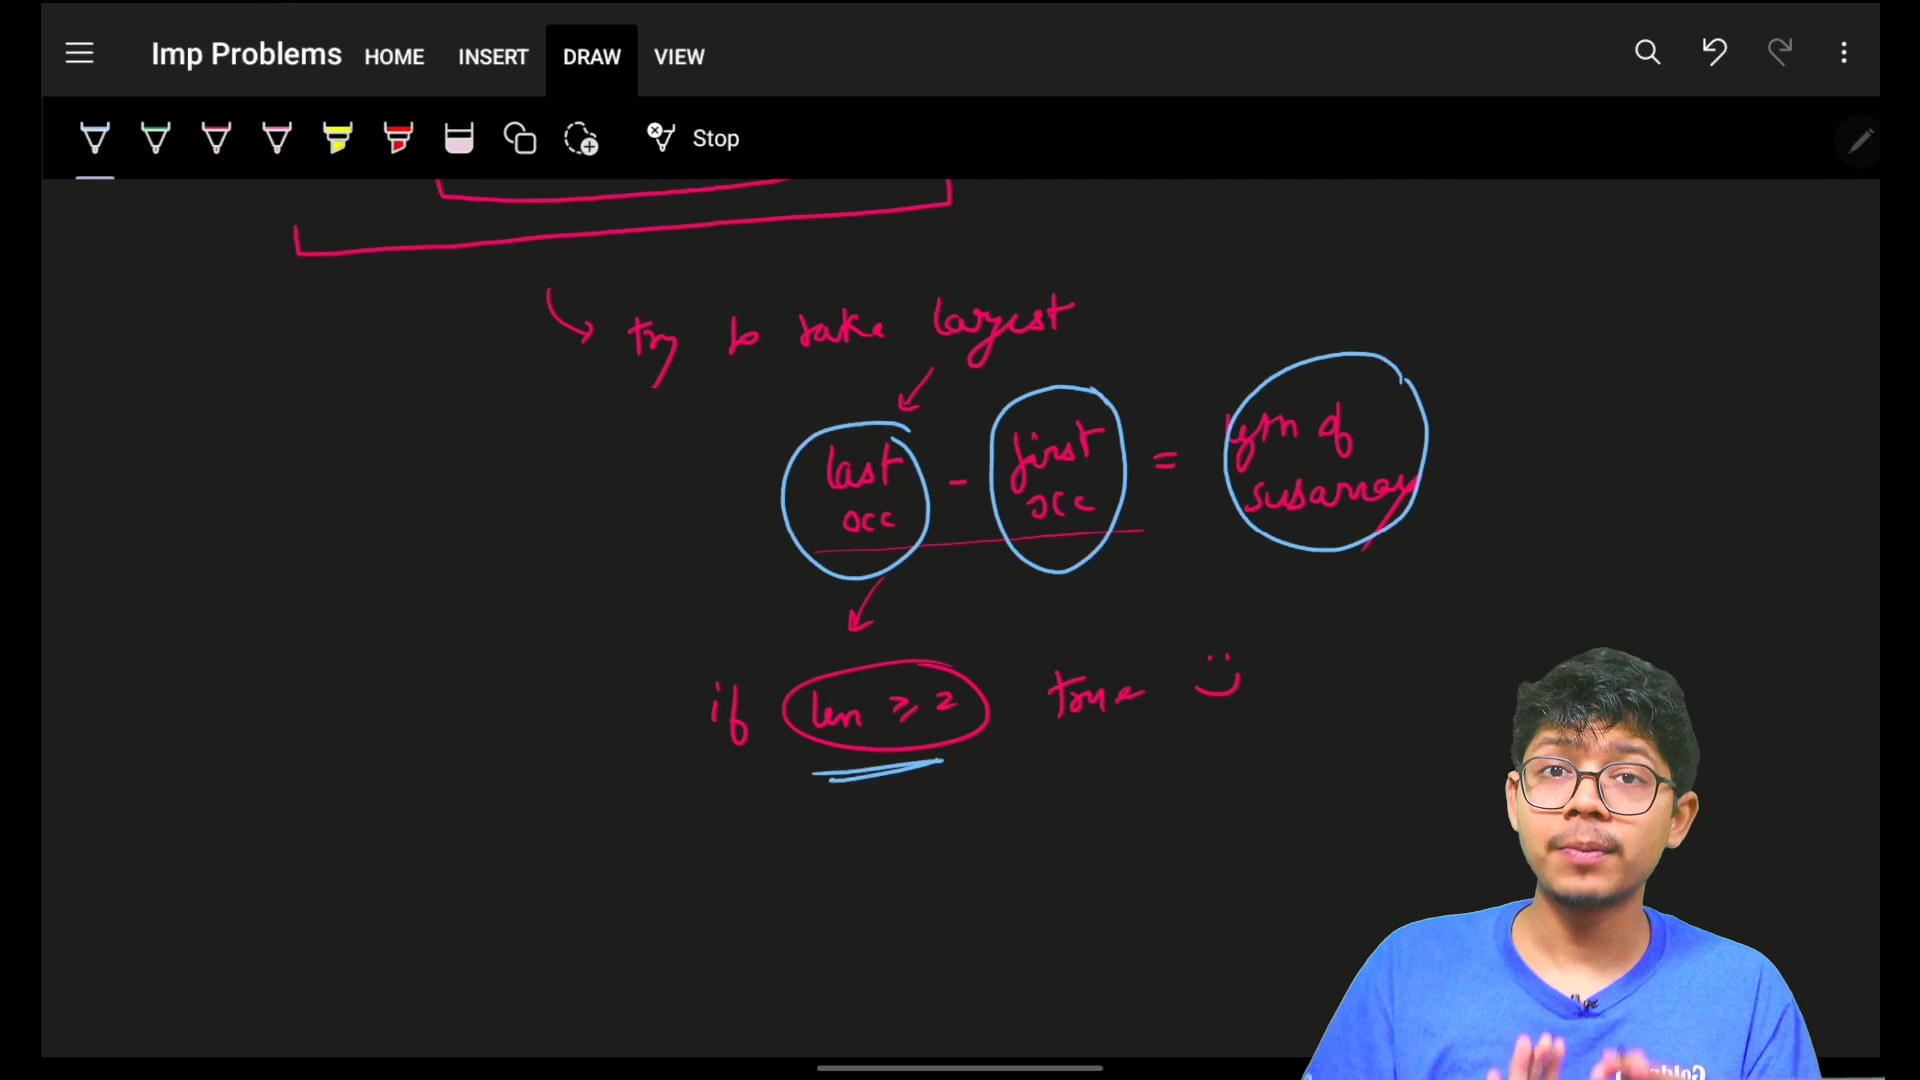 Imp Problems HOME INSERT DRAW VIEW
Stop
try to take largest
last occ - first occ = lgth of subarray
if len ≥ 2 true :)